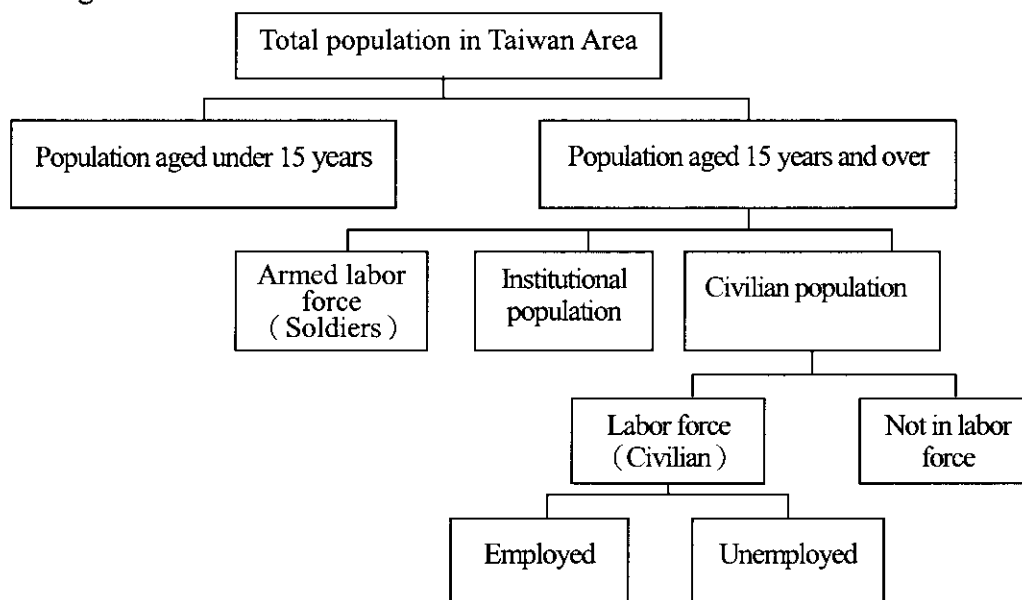 Total population in Taiwan Area
Population aged under 15 years
Population aged 15 years and over
Armed labor
force
（Soldiers）
Institutional
population
Civilian population
Labor force
（Civilian）
Not in labor
force
Employed
Unemployed